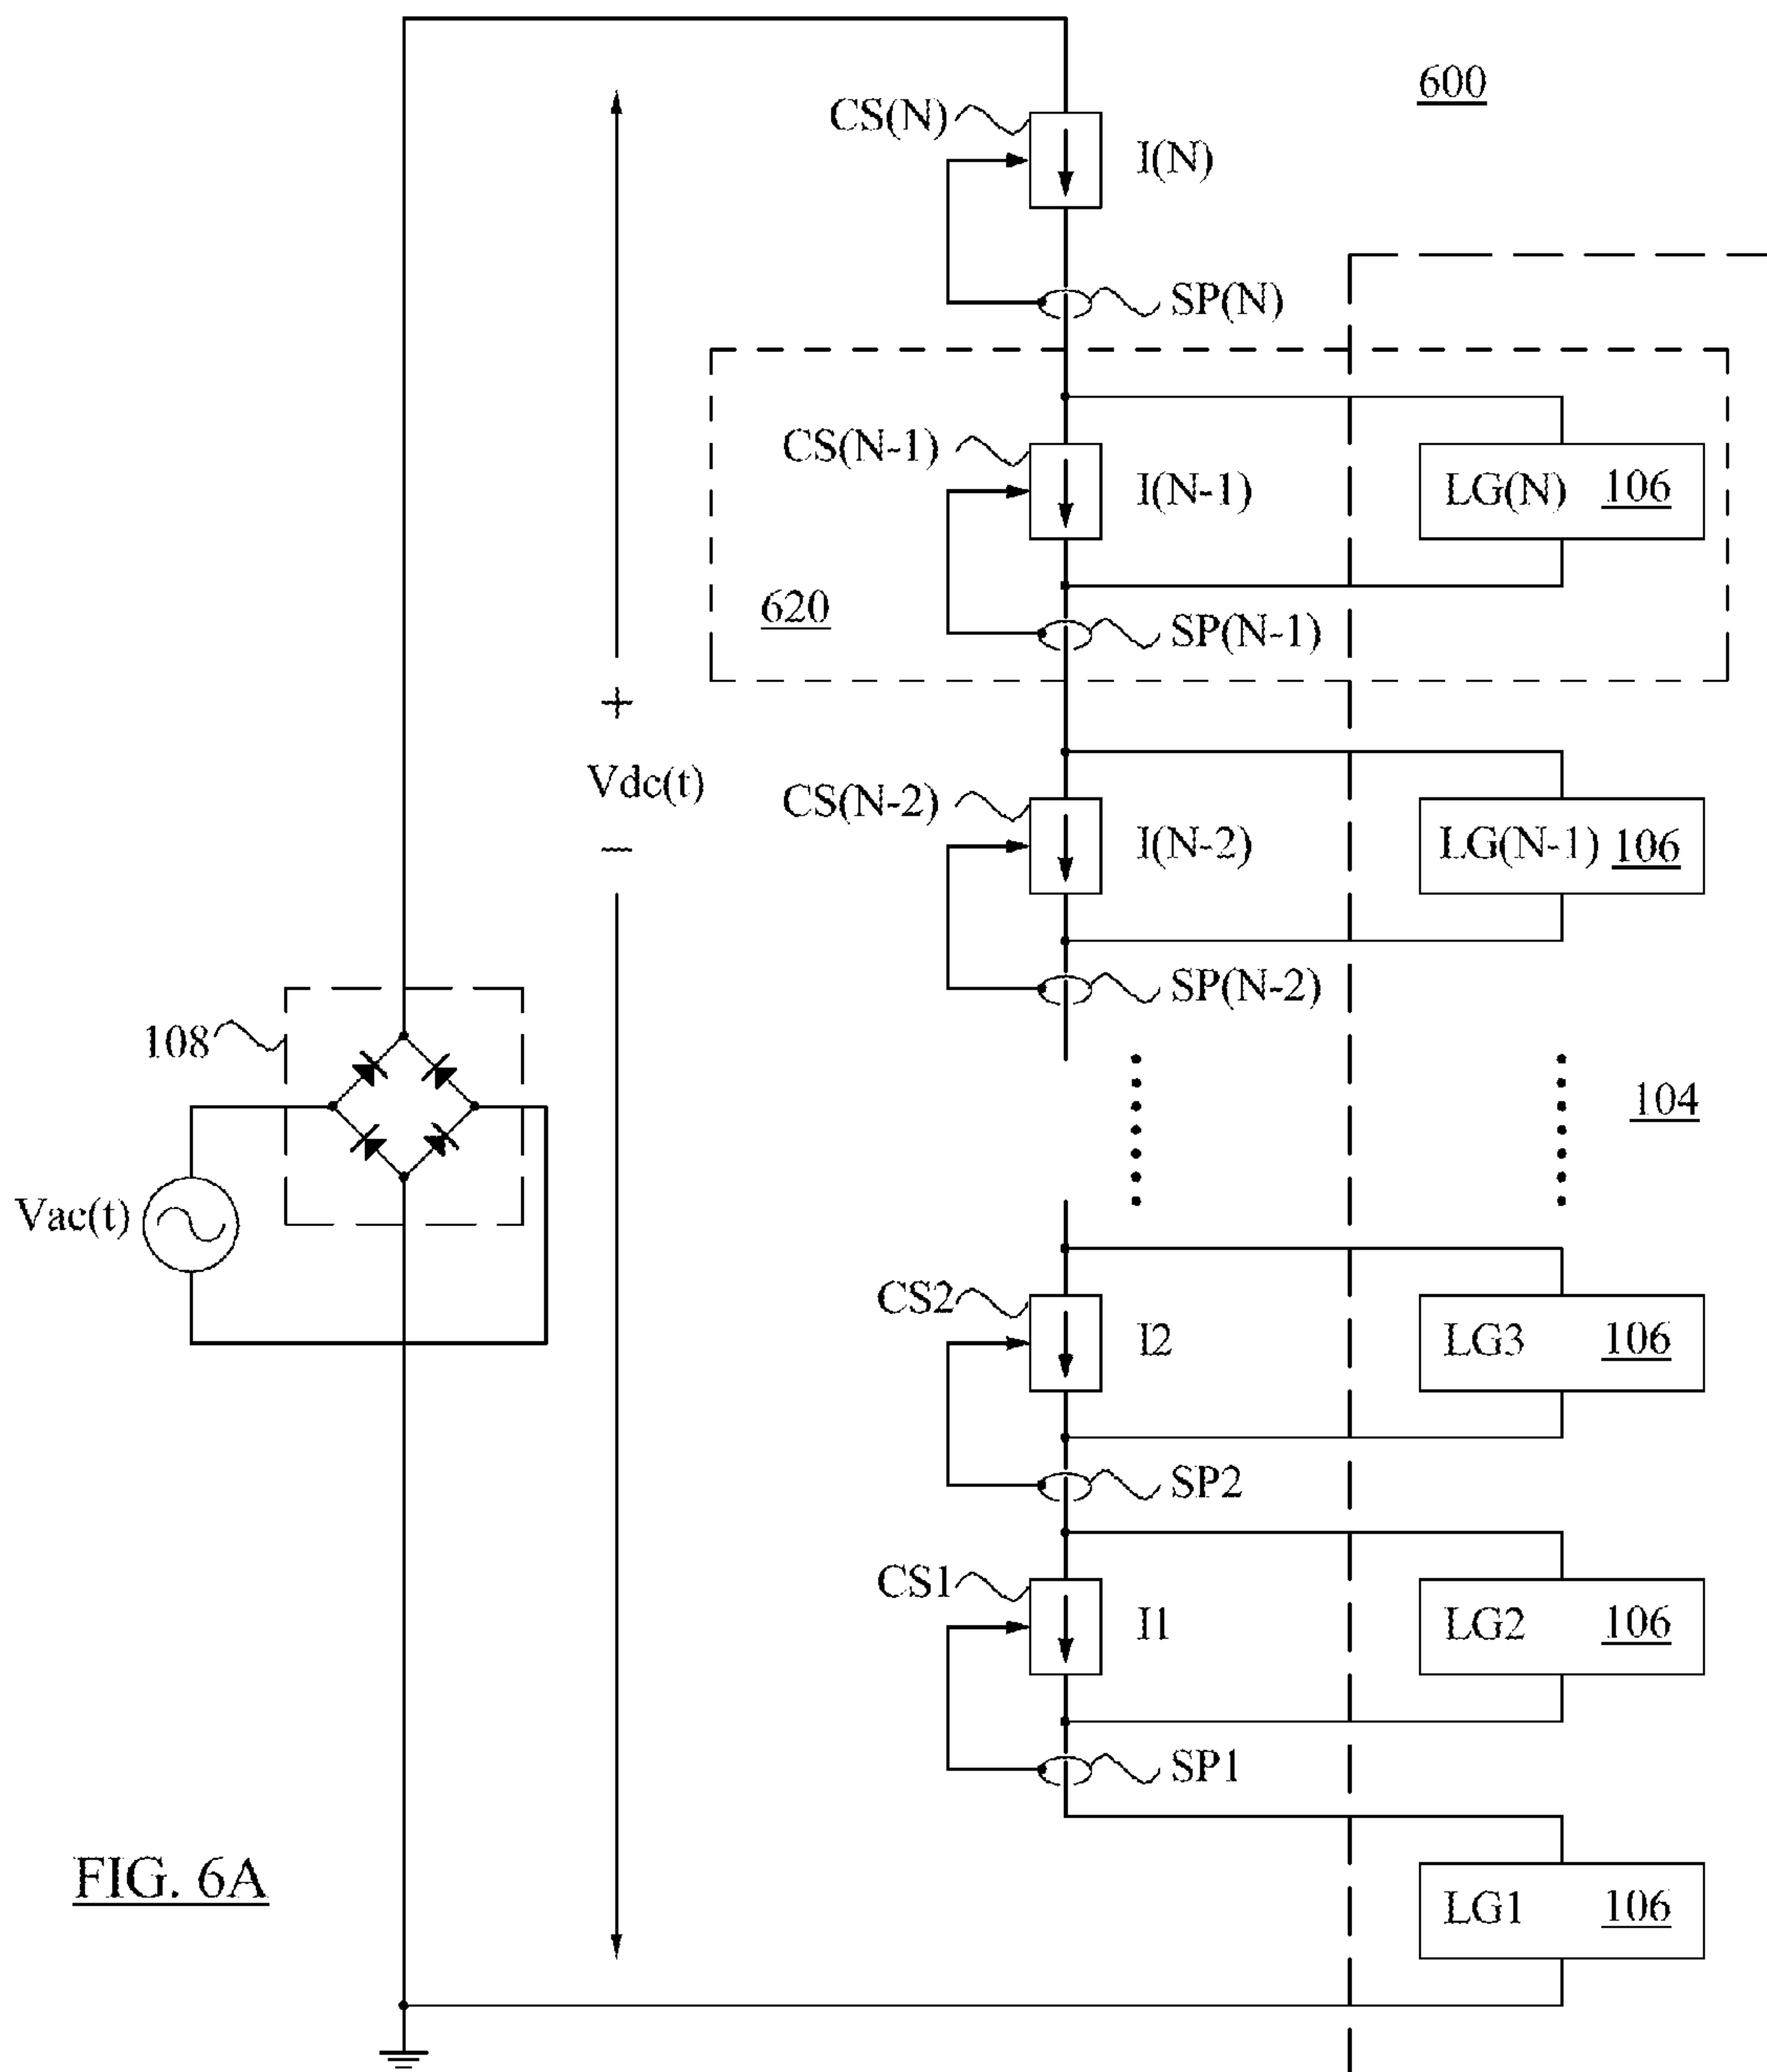 600
CS(N)
I(N)
SP(N)
CS(N-1)
I(N-1)
LG(N) 106
620
SP(N-1)
+
Vdc(t)
−
CS(N-2)
I(N-2)
LG(N-1) 106
SP(N-2)
108
104
Vac(t)
CS2
I2
LG3 106
SP2
CS1
I1
LG2 106
SP1
FIG. 6A
LG1 106